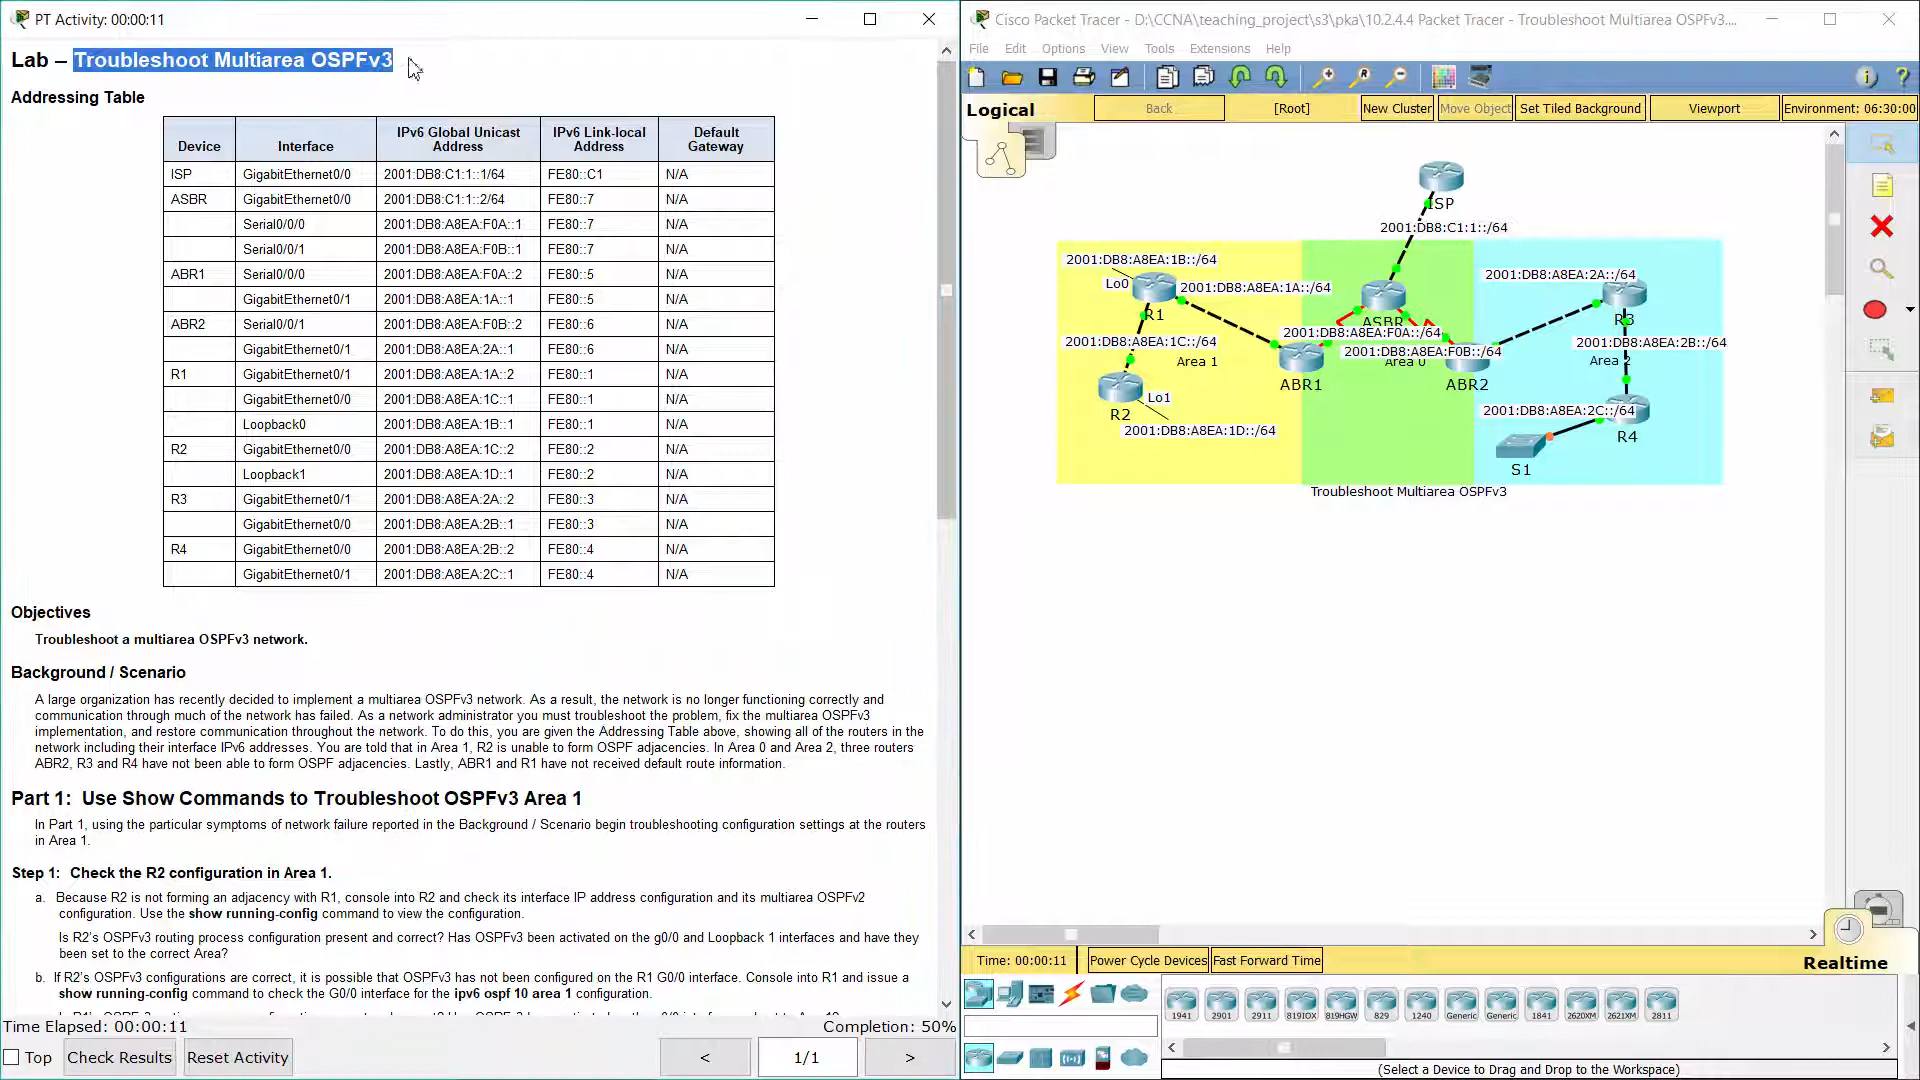 PT Activity: 00:00:11
Lab – Troubleshoot Multiarea OSPFv3
Addressing Table
Device Interface IPv6 Global Unicast Address IPv6 Link-local Address Default Gateway
ISP GigabitEthernet0/0 2001:DB8:C1:1::1/64 FE80::C1 N/A
ASBR GigabitEthernet0/0 2001:DB8:C1:1::2/64 FE80::7 N/A
Serial0/0/0 2001:DB8:A8EA:F0A::1 FE80::7 N/A
Serial0/0/1 2001:DB8:A8EA:F0B::1 FE80::7 N/A
ABR1 Serial0/0/0 2001:DB8:A8EA:F0A::2 FE80::5 N/A
GigabitEthernet0/1 2001:DB8:A8EA:1A::1 FE80::5 N/A
ABR2 Serial0/0/1 2001:DB8:A8EA:F0B::2 FE80::6 N/A
GigabitEthernet0/1 2001:DB8:A8EA:2A::1 FE80::6 N/A
R1 GigabitEthernet0/1 2001:DB8:A8EA:1A::2 FE80::1 N/A
GigabitEthernet0/0 2001:DB8:A8EA:1C::1 FE80::1 N/A
Loopback0 2001:DB8:A8EA:1B::1 FE80::1 N/A
R2 GigabitEthernet0/0 2001:DB8:A8EA:1C::2 FE80::2 N/A
Loopback1 2001:DB8:A8EA:1D::1 FE80::2 N/A
R3 GigabitEthernet0/1 2001:DB8:A8EA:2A::2 FE80::3 N/A
GigabitEthernet0/0 2001:DB8:A8EA:2B::1 FE80::3 N/A
R4 GigabitEthernet0/0 2001:DB8:A8EA:2B::2 FE80::4 N/A
GigabitEthernet0/1 2001:DB8:A8EA:2C::1 FE80::4 N/A
Objectives
Troubleshoot a multiarea OSPFv3 network.
Background / Scenario
A large organization has recently decided to implement a multiarea OSPFv3 network. As a result, the network is no longer functioning correctly and
communication through much of the network has failed. As a network administrator you must troubleshoot the problem, fix the multiarea OSPFv3
implementation, and restore communication throughout the network. To do this, you are given the Addressing Table above, showing all of the routers in the
network including their interface IPv6 addresses. You are told that in Area 1, R2 is unable to form OSPF adjacencies. In Area 0 and Area 2, three routers
ABR2, R3 and R4 have not been able to form OSPF adjacencies. Lastly, ABR1 and R1 have not received default route information.
Part 1: Use Show Commands to Troubleshoot OSPFv3 Area 1
In Part 1, using the particular symptoms of network failure reported in the Background / Scenario begin troubleshooting configuration settings at the routers
in Area 1.
Step 1: Check the R2 configuration in Area 1.
a. Because R2 is not forming an adjacency with R1, console into R2 and check its interface IP address configuration and its multiarea OSPFv2
configuration. Use the show running-config command to view the configuration.
Is R2's OSPFv3 routing process configuration present and correct? Has OSPFv3 been activated on the g0/0 and Loopback 1 interfaces and have they
been set to the correct Area?
b. If R2's OSPFv3 configurations are correct, it is possible that OSPFv3 has not been configured on the R1 G0/0 interface. Console into R1 and issue a
show running-config command to check the G0/0 interface for the ipv6 ospf 10 area 1 configuration.
Time Elapsed: 00:00:11 Completion: 50%
Top Check Results Reset Activity < 1/1 >
Cisco Packet Tracer - D:\CCNA\teaching_project\s3\pka\10.2.4.4 Packet Tracer - Troubleshoot Multiarea OSPFv3....
File Edit Options View Tools Extensions Help
Logical Back [Root] New Cluster Move Object Set Tiled Background Viewport Environment: 06:30:00
ISP
2001:DB8:C1:1::/64
2001:DB8:A8EA:1B::/64
2001:DB8:A8EA:2A::/64
Lo0 2001:DB8:A8EA:1A::/64
R1 ASBR R3
2001:DB8:A8EA:F0A::/64
2001:DB8:A8EA:1C::/64 2001:DB8:A8EA:F0B::/64 2001:DB8:A8EA:2B::/64
Area 1 Area 0 Area 2
ABR1 ABR2
Lo1
R2 2001:DB8:A8EA:2C::/64
2001:DB8:A8EA:1D::/64 R4
S1
Troubleshoot Multiarea OSPFv3
Time: 00:00:11 Power Cycle Devices Fast Forward Time Realtime
1941 2901 2911 819IOX 819HGW 829 1240 Generic Generic 1841 2620XM 2621XM 2811
(Select a Device to Drag and Drop to the Workspace)